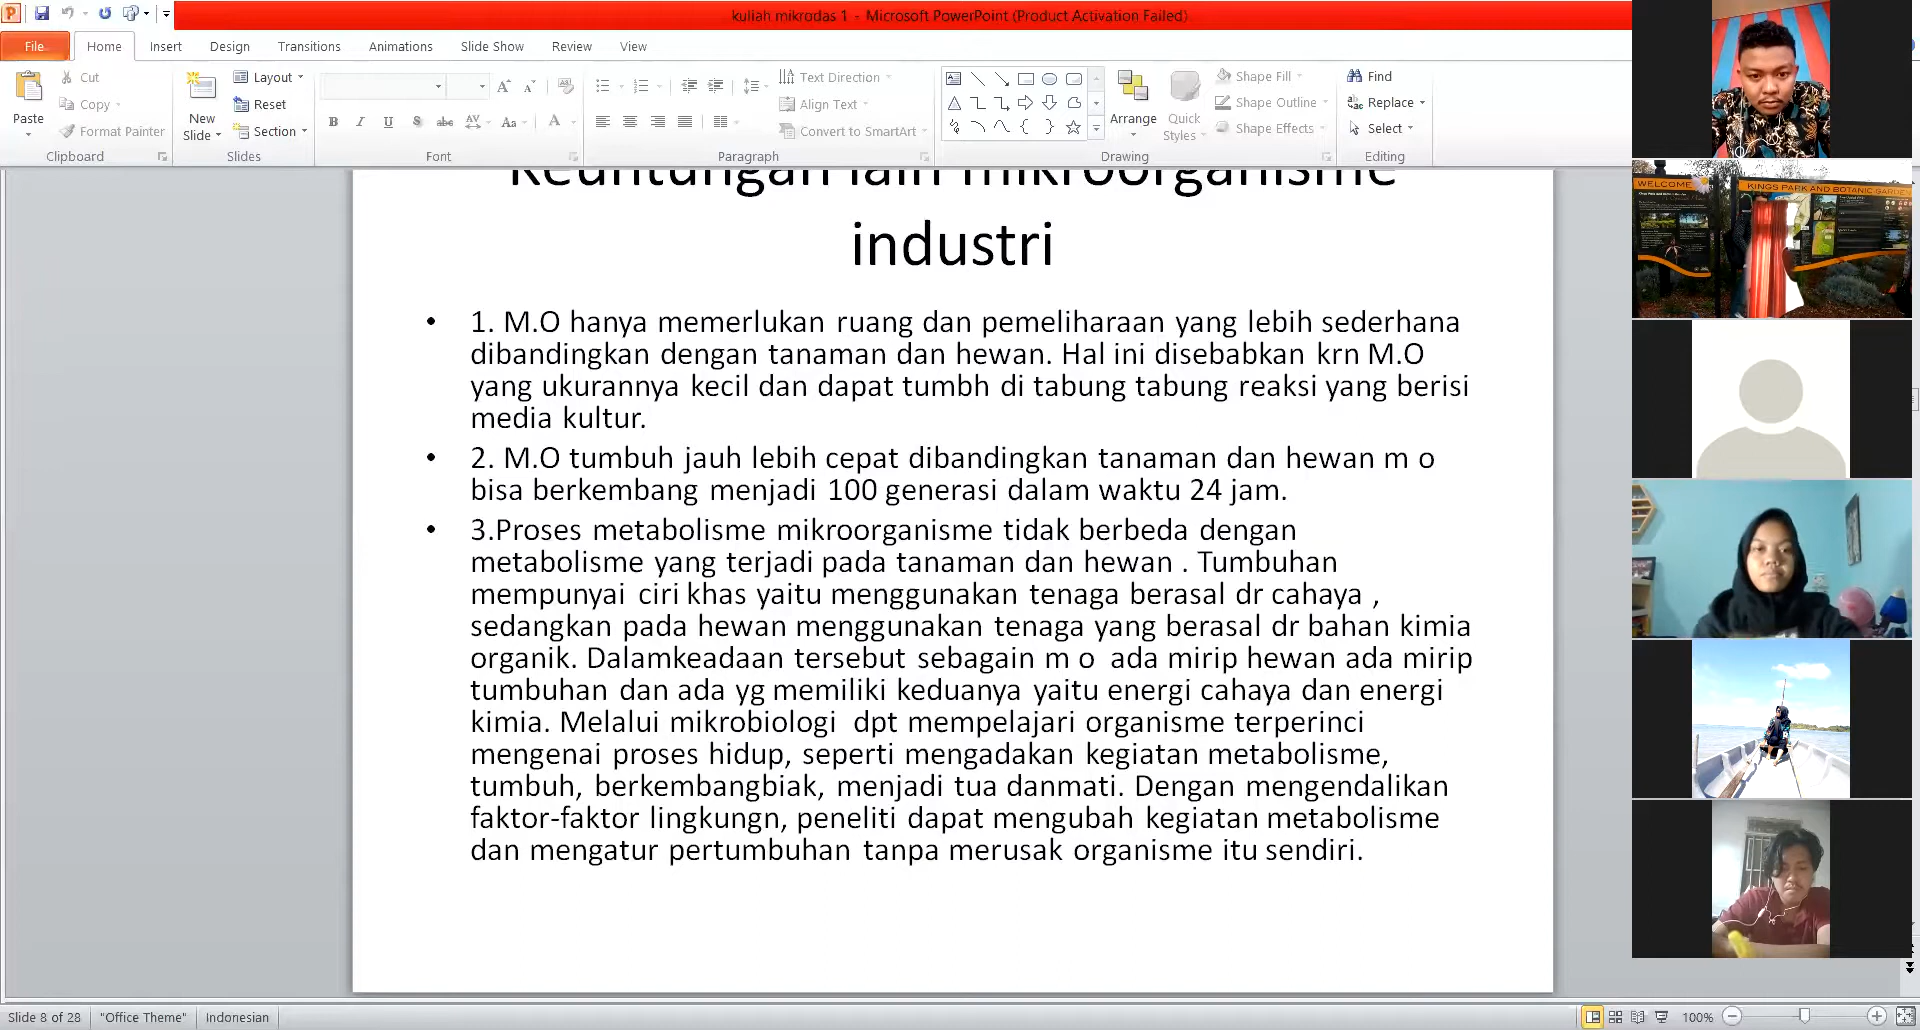 kuliah mikrodas 1 - Microsoft PowerPoint (Product Activation Failed)
File Home Insert Design Transitions Animations Slide Show Review View
Paste
Cut
Copy
Format Painter
Clipboard
New
Slide
Layout
Reset
Section
Slides
B I U S abc AV Aa A
Font
Text Direction
Align Text
Convert to SmartArt
Paragraph
Arrange
Quick
Styles
Shape Fill
Shape Outline
Shape Effects
Drawing
Find
Replace
Select
Editing
Keuntungan lain mikroorganisme
industri
• 1. M.O hanya memerlukan ruang dan pemeliharaan yang lebih sederhana
dibandingkan dengan tanaman dan hewan. Hal ini disebabkan krn M.O
yang ukurannya kecil dan dapat tumbh di tabung tabung reaksi yang berisi
media kultur.
• 2. M.O tumbuh jauh lebih cepat dibandingkan tanaman dan hewan m o
bisa berkembang menjadi 100 generasi dalam waktu 24 jam.
• 3.Proses metabolisme mikroorganisme tidak berbeda dengan
metabolisme yang terjadi pada tanaman dan hewan . Tumbuhan
mempunyai ciri khas yaitu menggunakan tenaga berasal dr cahaya ,
sedangkan pada hewan menggunakan tenaga yang berasal dr bahan kimia
organik. Dalamkeadaan tersebut sebagain m o ada mirip hewan ada mirip
tumbuhan dan ada yg memiliki keduanya yaitu energi cahaya dan energi
kimia. Melalui mikrobiologi dpt mempelajari organisme terperinci
mengenai proses hidup, seperti mengadakan kegiatan metabolisme,
tumbuh, berkembangbiak, menjadi tua danmati. Dengan mengendalikan
faktor-faktor lingkungn, peneliti dapat mengubah kegiatan metabolisme
dan mengatur pertumbuhan tanpa merusak organisme itu sendiri.
WELCOME
KINGS PARK AND BOTANIC GARDEN
Slide 8 of 28 "Office Theme" Indonesian
100%